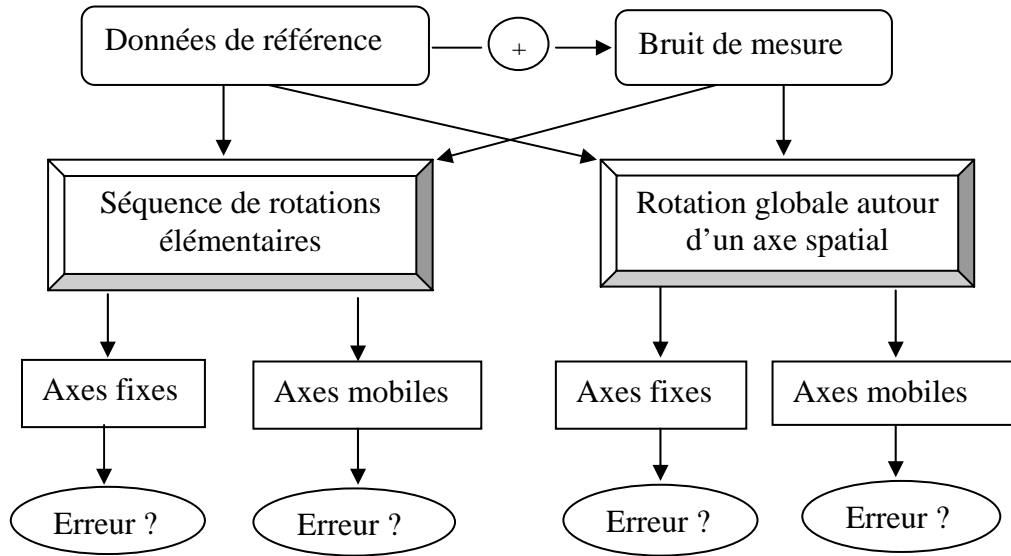 Données de référence
+
Bruit de mesure
Séquence de rotations
élémentaires
Rotation globale autour
d’un axe spatial
Axes fixes
Axes mobiles
Axes fixes
Axes mobiles
Erreur ?
Erreur ?
Erreur ?
Erreur ?